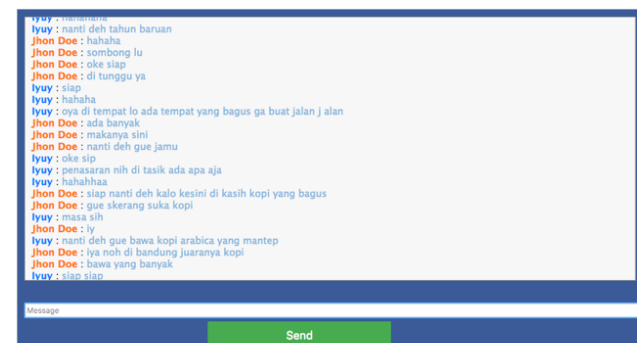 Iyuy : hahahaha
Iyuy : nanti deh tahun baruan
Jhon Doe : hahaha
Jhon Doe : sombong lu
Jhon Doe : oke siap
Jhon Doe : di tunggu ya
Iyuy : siap
Iyuy : hahaha
Iyuy : oya di tempat lo ada tempat yang bagus ga buat jalan j alan
Jhon Doe : ada banyak
Jhon Doe : makanya sini
Jhon Doe : nanti deh gue jamu
Iyuy : oke sip
Iyuy : penasaran nih di tasik ada apa aja
Iyuy : hahahhaa
Jhon Doe : siap nanti deh kalo kesini di kasih kopi yang bagus
Jhon Doe : gue skerang suka kopi
Iyuy : masa sih
Jhon Doe : iy
Iyuy : nanti deh gue bawa kopi arabica yang mantep
Jhon Doe : iya noh di bandung juaranya kopi
Jhon Doe : bawa yang banyak
Iyuy : siap siap
Message
Send